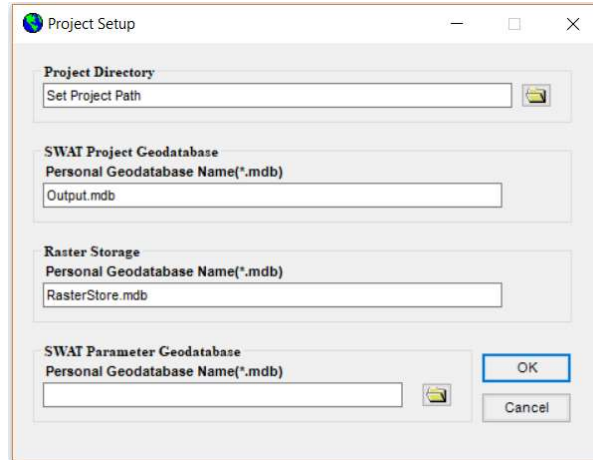 Project Setup
Project Directory
Set Project Path
SWAT Project Geodatabase
Personal Geodatabase Name(*.mdb)
Output.mdb
Raster Storage
Personal Geodatabase Name(*.mdb)
RasterStore.mdb
SWAT Parameter Geodatabase
Personal Geodatabase Name(*.mdb)
OK
Cancel